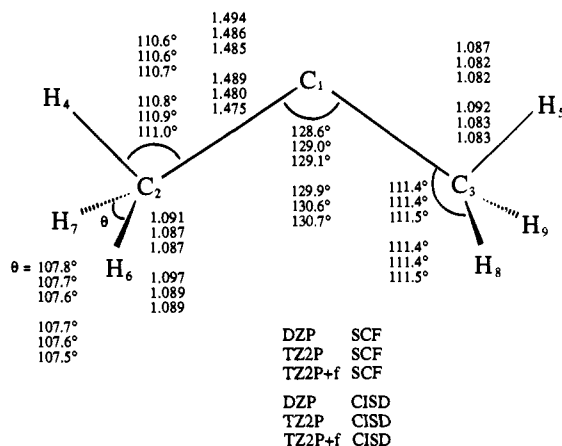 1.494
1.486
1.485
1.489
1.480
1.475
110.6°
110.6°
110.7°
110.8°
110.9°
111.0°
1.087
1.082
1.082
1.092
1.083
1.083
H₄
C₁
H₅
128.6°
129.0°
129.1°
129.9°
130.6°
130.7°
C₂
C₃
111.4°
111.4°
111.5°
111.4°
111.4°
111.5°
H₇
θ
H₆
H₉
H₈
1.091
1.087
1.087
1.097
1.089
1.089
θ = 107.8°
107.7°
107.6°
107.7°
107.6°
107.5°
DZP SCF
TZ2P SCF
TZ2P+f SCF
DZP CISD
TZ2P CISD
TZ2P+f CISD